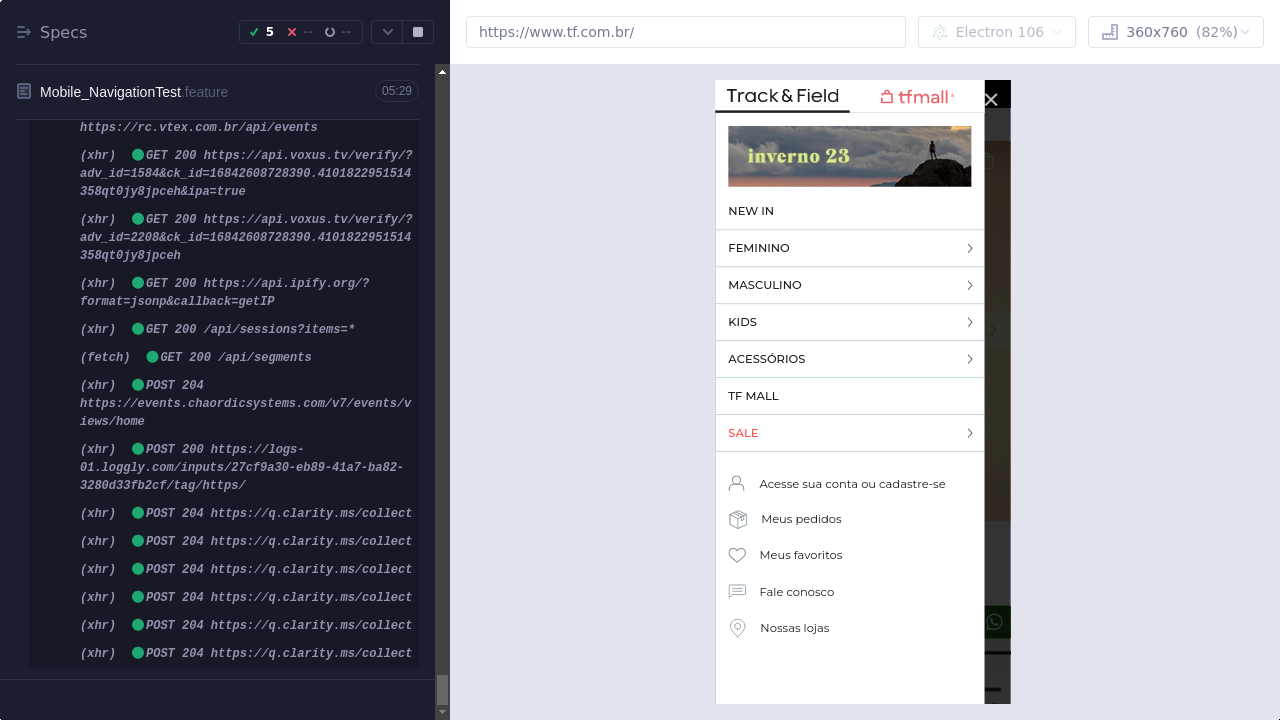 Specs
5
--
--
Mobile_NavigationTest.feature
05:29
https://rc.vtex.com.br/api/events
(xhr) GET 200 https://api.voxus.tv/verify/?
adv_id=1584&ck_id=16842608728390.4101822951514
358qt0jy8jpceh&ipa=true
(xhr) GET 200 https://api.voxus.tv/verify/?
adv_id=2208&ck_id=16842608728390.4101822951514
358qt0jy8jpceh
(xhr) GET 200 https://api.ipify.org/?
format=jsonp&callback=getIP
(xhr) GET 200 /api/sessions?items=*
(fetch) GET 200 /api/segments
(xhr) POST 204
https://events.chaordicsystems.com/v7/events/v
iews/home
(xhr) POST 200 https://logs-
01.loggly.com/inputs/27cf9a30-eb89-41a7-ba82-
3280d33fb2cf/tag/https/
(xhr) POST 204 https://q.clarity.ms/collect
(xhr) POST 204 https://q.clarity.ms/collect
(xhr) POST 204 https://q.clarity.ms/collect
(xhr) POST 204 https://q.clarity.ms/collect
(xhr) POST 204 https://q.clarity.ms/collect
(xhr) POST 204 https://q.clarity.ms/collect
https://www.tf.com.br/
Electron 106
360x760 (82%)
Track & Field
tfmall
inverno 23
NEW IN
FEMININO
MASCULINO
KIDS
ACESSÓRIOS
TF MALL
SALE
Acesse sua conta ou cadastre-se
Meus pedidos
Meus favoritos
Fale conosco
Nossas lojas